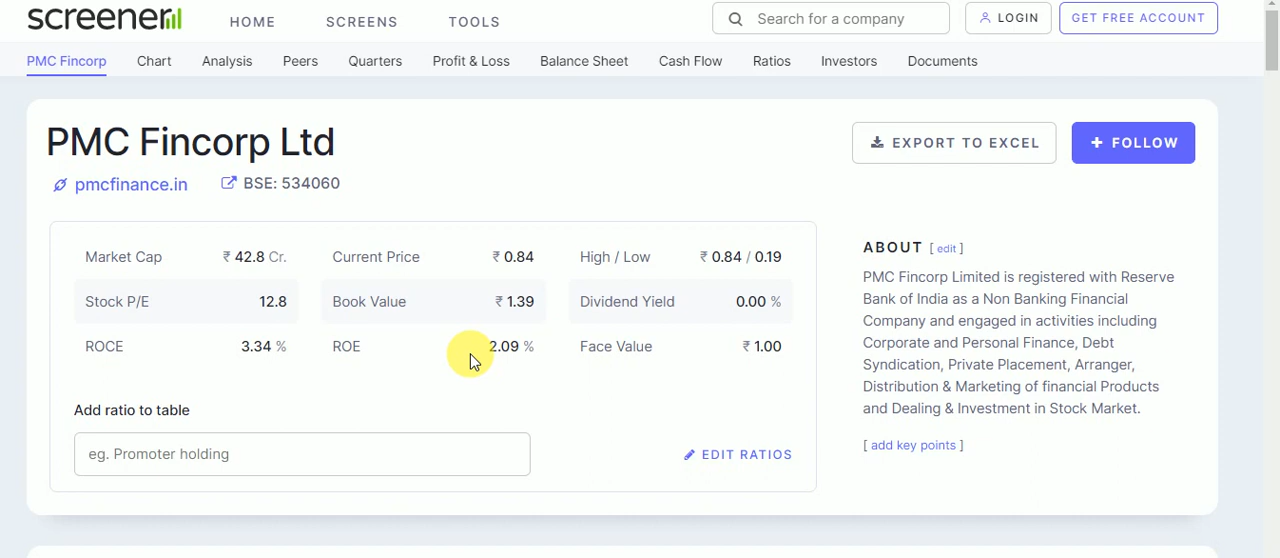 screener
HOME SCREENS TOOLS
Search for a company
LOGIN
GET FREE ACCOUNT
PMC Fincorp Chart Analysis Peers Quarters Profit & Loss Balance Sheet Cash Flow Ratios Investors Documents
PMC Fincorp Ltd
EXPORT TO EXCEL
FOLLOW
pmcfinance.in BSE: 534060
Market Cap ₹ 42.8 Cr. Current Price ₹ 0.84 High / Low ₹ 0.84 / 0.19
Stock P/E 12.8 Book Value ₹ 1.39 Dividend Yield 0.00 %
ROCE 3.34 % ROE 2.09 % Face Value ₹ 1.00
Add ratio to table
eg. Promoter holding
EDIT RATIOS
ABOUT [ edit ]
PMC Fincorp Limited is registered with Reserve
Bank of India as a Non Banking Financial
Company and engaged in activities including
Corporate and Personal Finance, Debt
Syndication, Private Placement, Arranger,
Distribution & Marketing of financial Products
and Dealing & Investment in Stock Market.
[ add key points ]